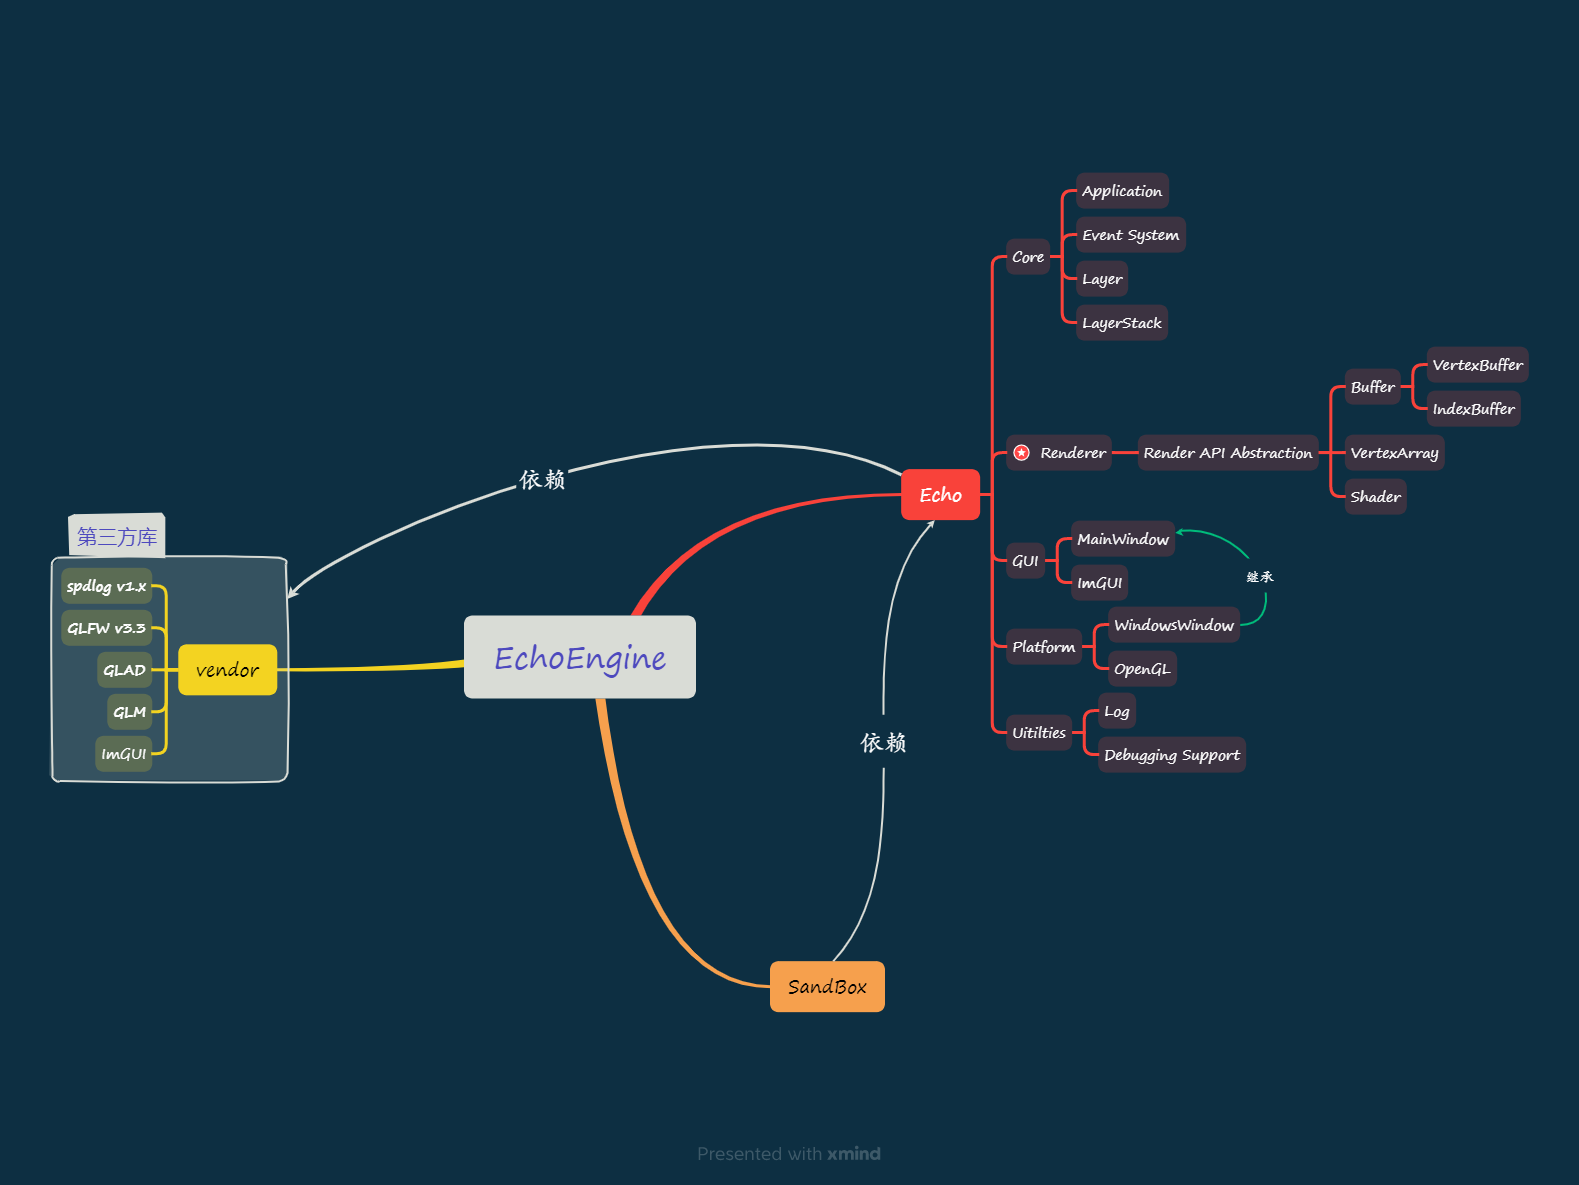 Application
Event System
Core
Layer
LayerStack
VertexBuffer
Buffer
IndexBuffer
Renderer
Render API Abstraction
VertexArray
Shader
依赖
Echo
第三方库
MainWindow
GUI
ImGUI
继承
spdlog v1.x
GLFW v3.3
GLAD
GLM
ImGUI
vendor
EchoEngine
WindowsWindow
Platform
OpenGL
Log
Uitilties
Debugging Support
依赖
SandBox
Presented with xmind